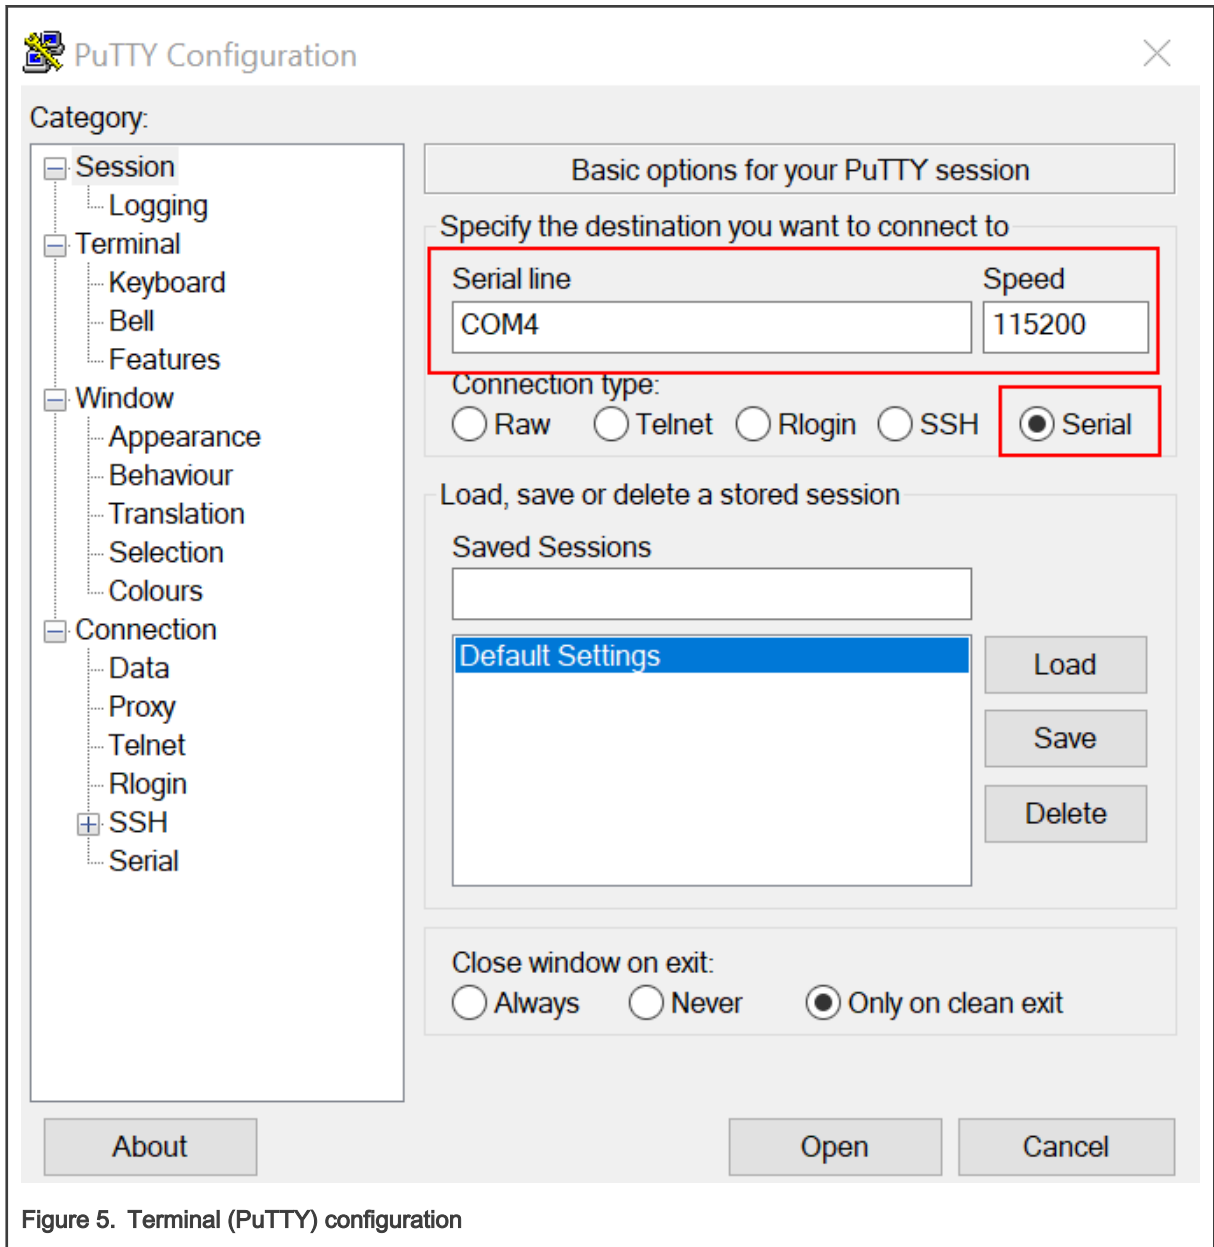 PuTTY Configuration
Category:
Session
Logging
Terminal
Keyboard
Bell
Features
Window
Appearance
Behaviour
Translation
Selection
Colours
Connection
Data
Proxy
Telnet
Rlogin
SSH
Serial
Basic options for your PuTTY session
Specify the destination you want to connect to
Serial line Speed
COM4 115200
Connection type:
Raw Telnet Rlogin SSH Serial
Load, save or delete a stored session
Saved Sessions
Default Settings
Load
Save
Delete
Close window on exit:
Always Never Only on clean exit
About Open Cancel
Figure 5. Terminal (PuTTY) configuration